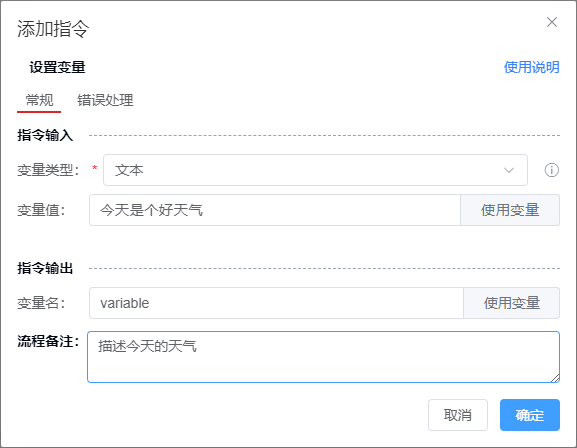 添加指令
设置变量 使用说明
常规 错误处理
指令输入
变量类型： * 文本
变量值： 今天是个好天气 使用变量
指令输出
变量名： variable 使用变量
流程备注： 描述今天的天气
取消 确定